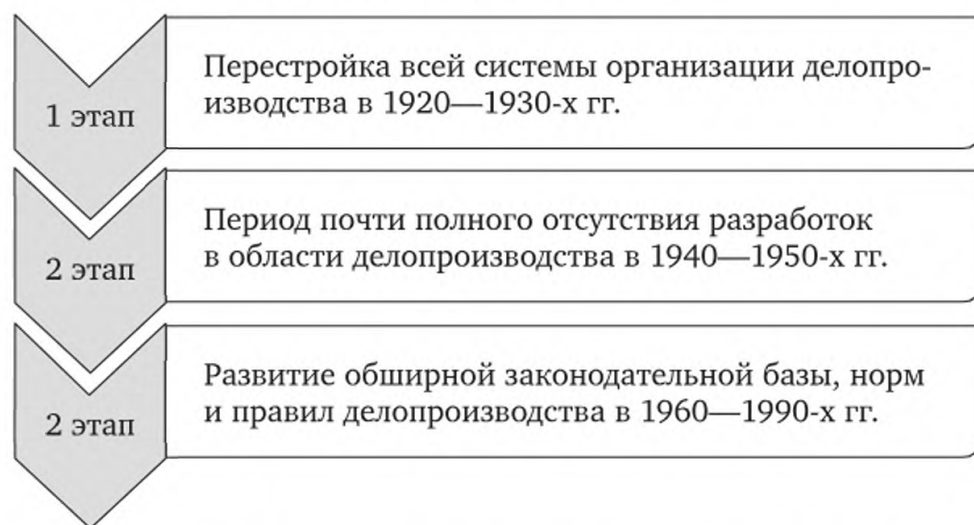 1 этап
Перестройка всей системы организации делопро-
изводства в 1920—1930-х гг.
2 этап
Период почти полного отсутствия разработок
в области делопроизводства в 1940—1950-х гг.
2 этап
Развитие обширной законодательной базы, норм
и правил делопроизводства в 1960—1990-х гг.